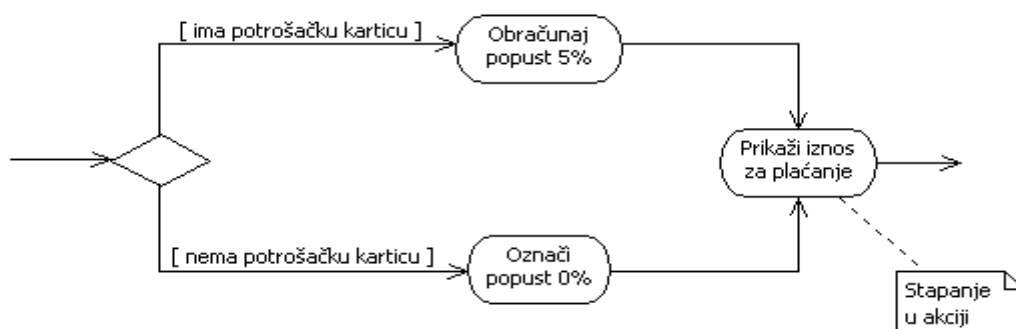 [ ima potrošačku karticu ]
Obračunaj
popust 5%
Prikaži iznos
za plaćanje
[ nema potrošačku karticu ]
Označi
popust 0%
Stapanje
u akciji